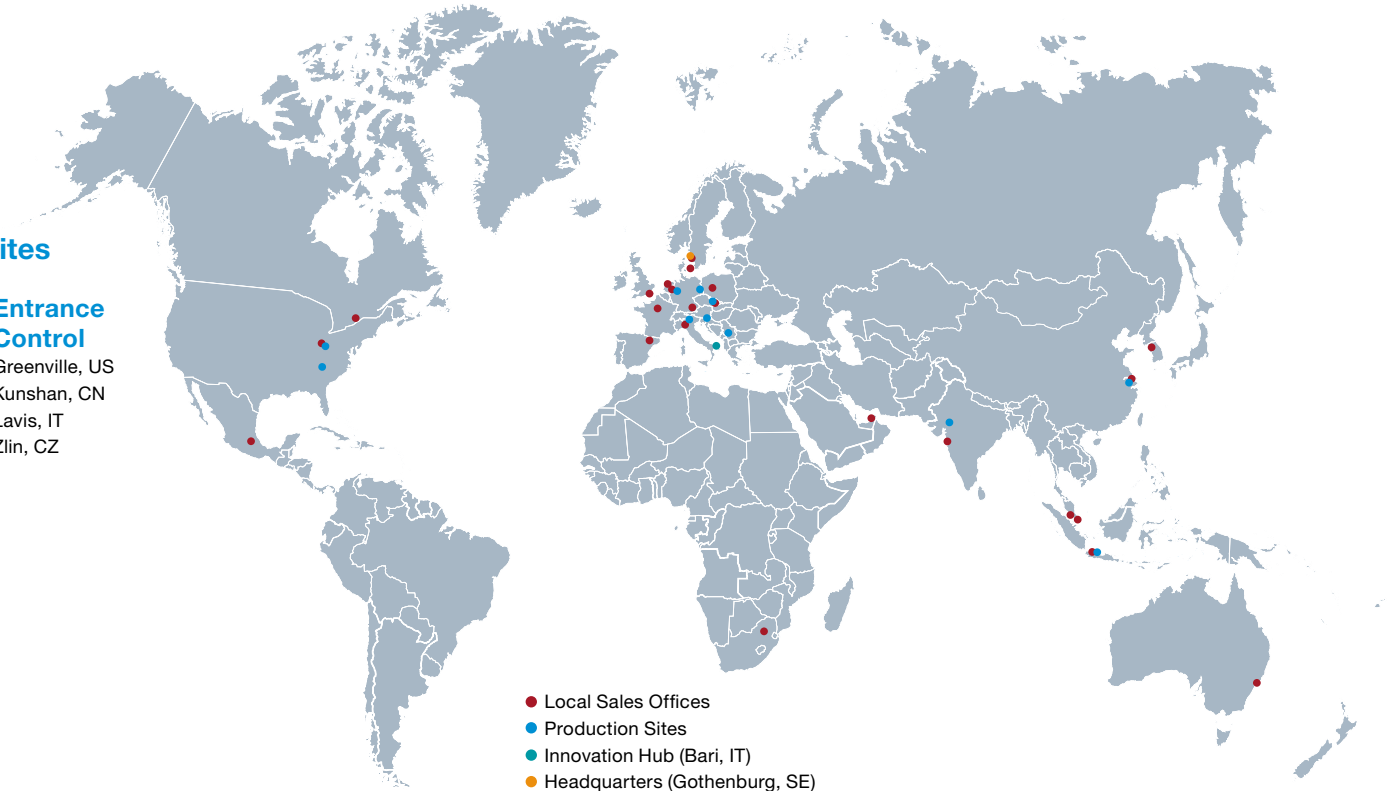 ites
Entrance
Control
Greenville, US
Kunshan, CN
Lavis, IT
Zlin, CZ
Local Sales Offices
Production Sites
Innovation Hub (Bari, IT)
Headquarters (Gothenburg, SE)